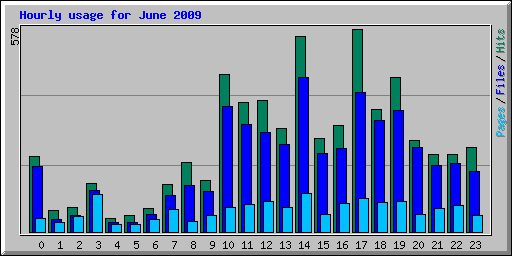 Hourly usage for June 2009
578
Pages/Files/Hits
0 1 2 3 4 5 6 7 8 9 10 11 12 13 14 15 16 17 18 19 20 21 22 23